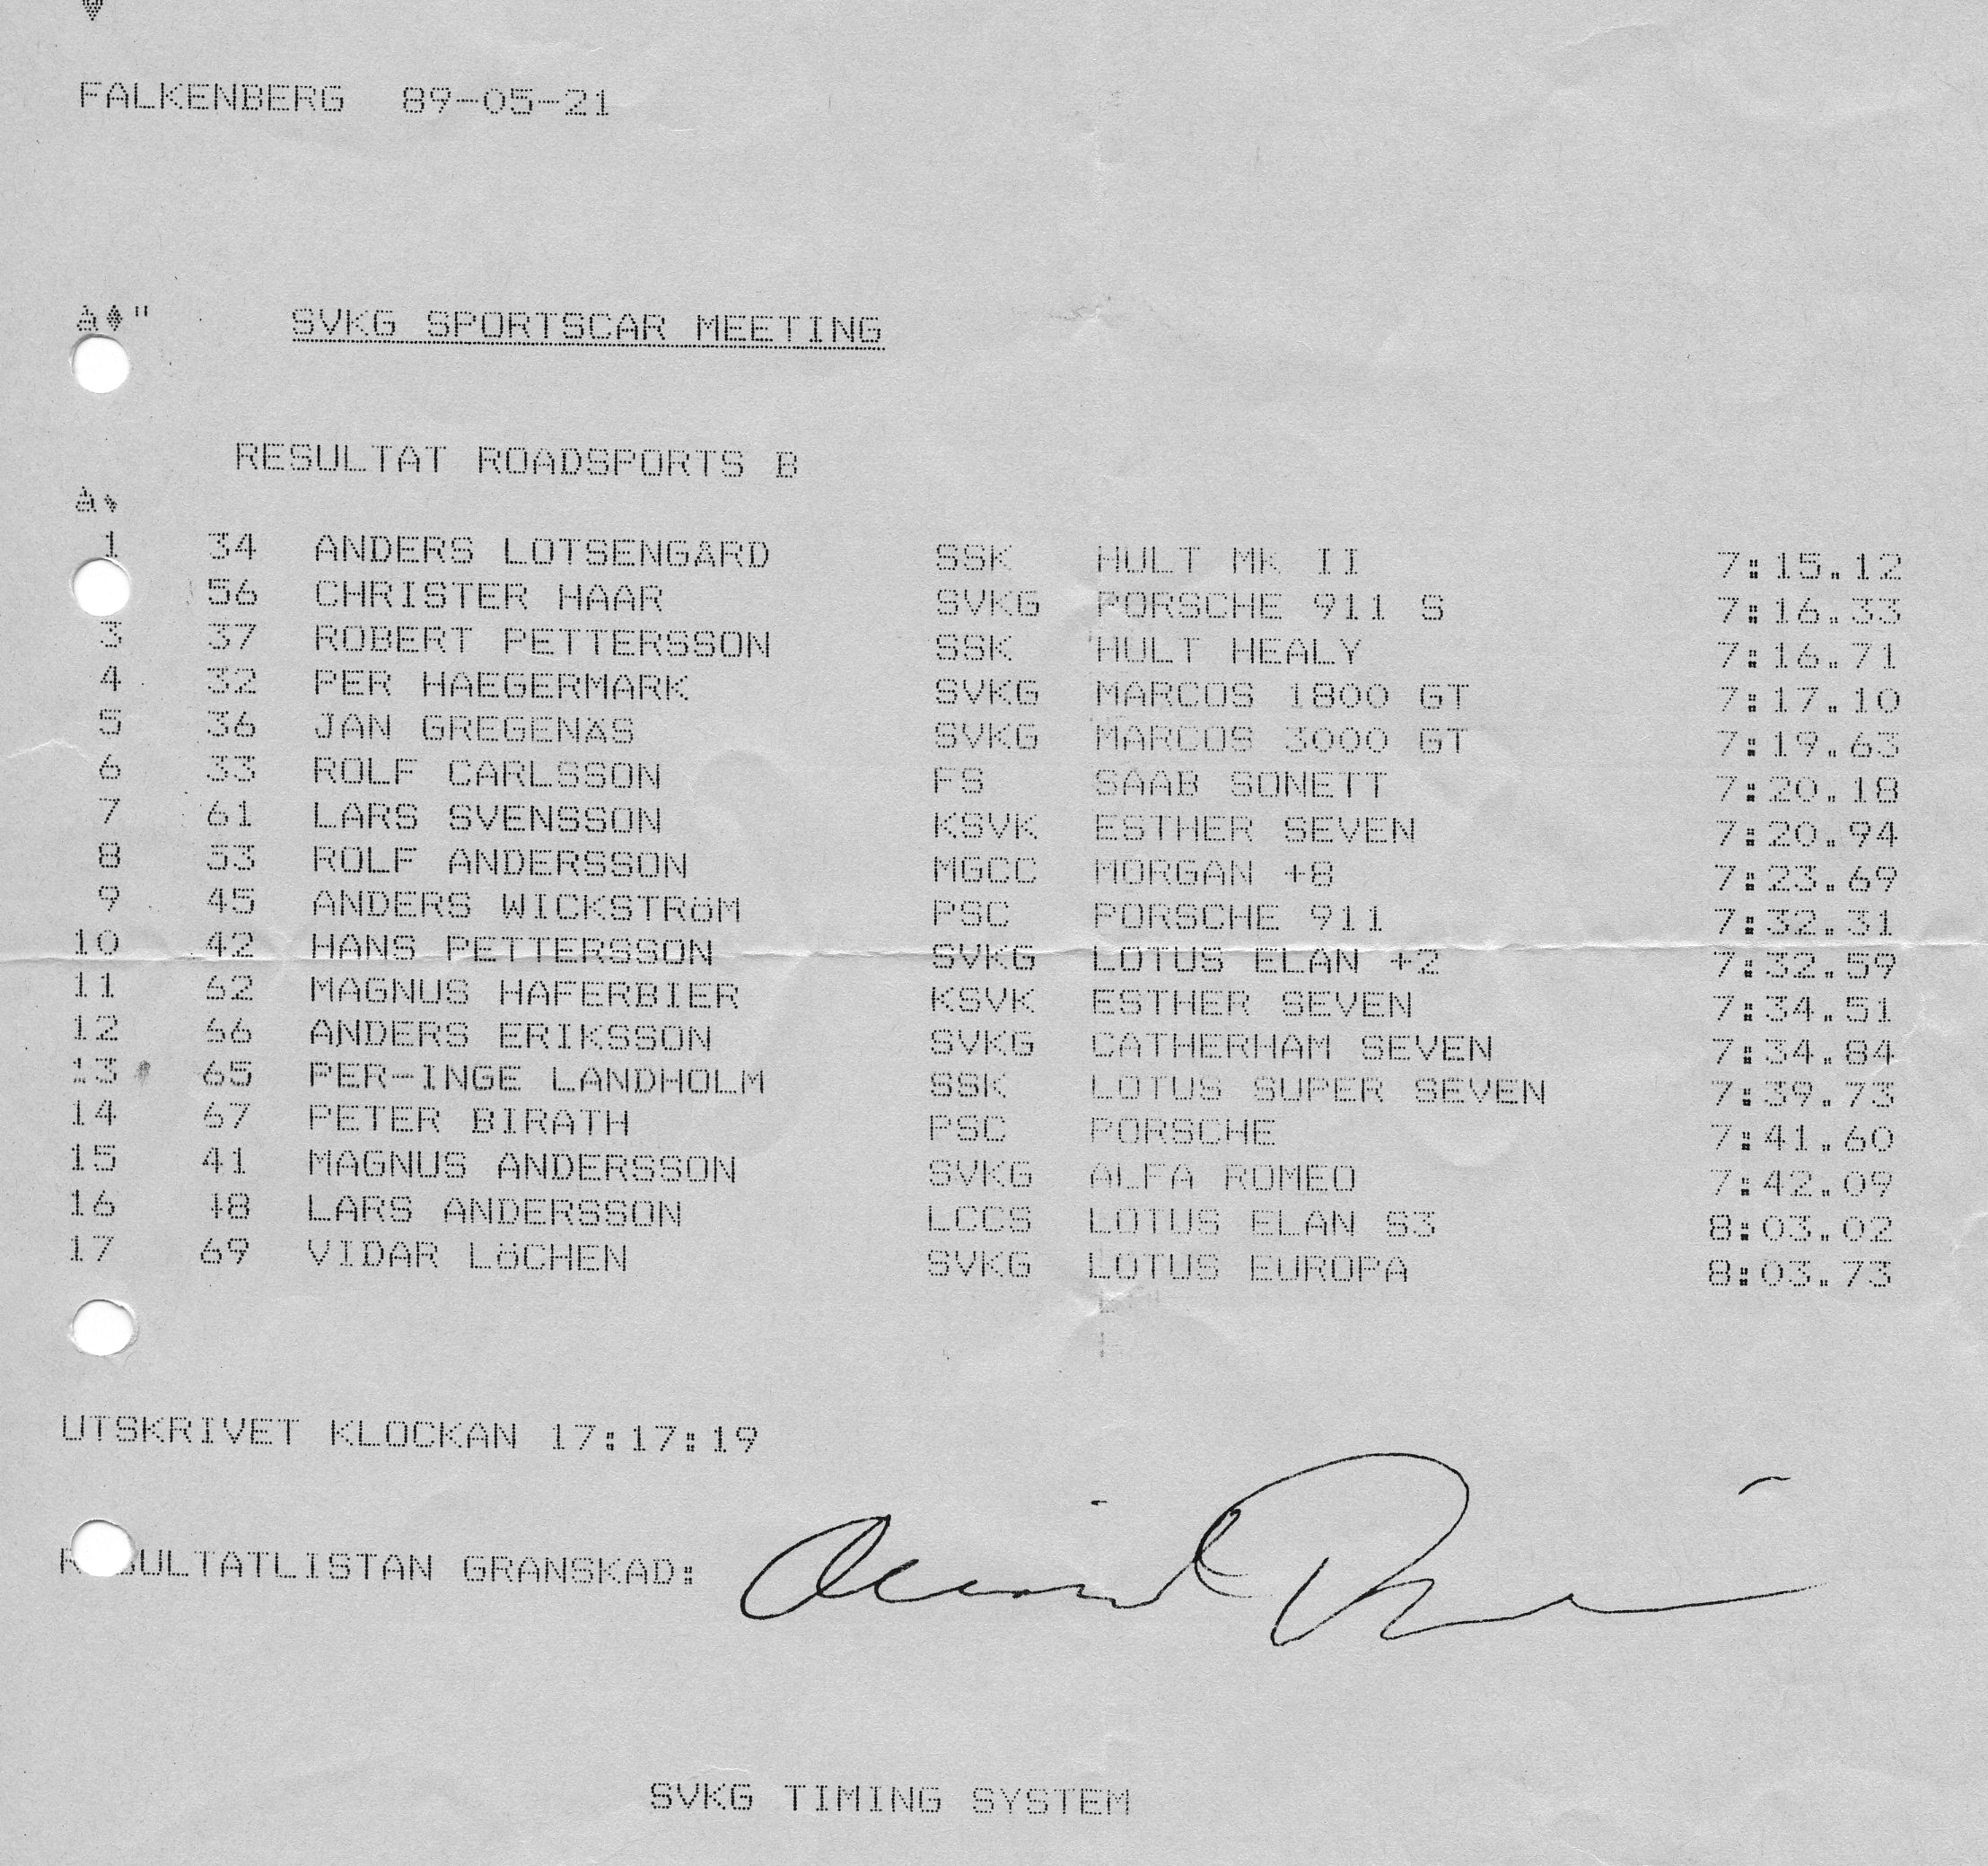 FALKENBERG 89-05-21
à♦" SVKG SPORTSCAR MEETING
RESULTAT ROADSPORTS B
à
1 34 ANDERS LOTSENGARD SSK HULT MK II 7:15.12
56 CHRISTER HAAR SVKG PORSCHE 911 S 7:16.33
3 37 ROBERT PETTERSSON SSK HULT HEALY 7:16.71
4 32 PER HAEGERMARK SVKG MARCOS 1800 GT 7:17.10
5 36 JAN GREGENÄS SVKG MARCOS 3000 GT 7:19.63
6 33 ROLF CARLSSON FS SAAB SONETT 7:20.18
7 61 LARS SVENSSON KSVK ESTHER SEVEN 7:20.94
8 53 ROLF ANDERSSON MGCC MORGAN +8 7:23.69
9 45 ANDERS WICKSTRÖM PSC PORSCHE 911 7:32.31
10 42 HANS PETTERSSON SVKG LOTUS ELAN +2 7:32.59
11 62 MAGNUS HAFERBIER KSVK ESTHER SEVEN 7:34.51
12 66 ANDERS ERIKSSON SVKG CATHERHAM SEVEN 7:34.84
13 65 PER-INGE LANDHOLM SSK LOTUS SUPER SEVEN 7:39.73
14 67 PETER BIRATH PSC PORSCHE 7:41.60
15 41 MAGNUS ANDERSSON SVKG ALFA ROMEO 7:42.09
16 48 LARS ANDERSSON LCCS LOTUS ELAN S3 8:03.02
17 69 VIDAR LÖCHEN SVKG LOTUS EUROPA 8:03.73
UTSKRIVET KLOCKAN 17:17:19
RESULTATLISTAN GRANSKAD:
SVKG TIMING SYSTEM